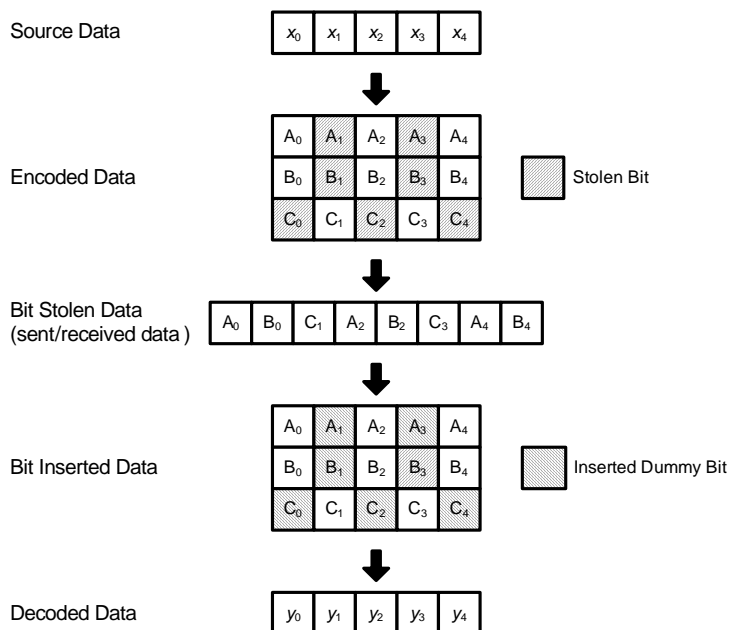 Source Data
x₀ x₁ x₂ x₃ x₄
A₀ A₁ A₂ A₃ A₄
Encoded Data
B₀ B₁ B₂ B₃ B₄
Stolen Bit
C₀ C₁ C₂ C₃ C₄
Bit Stolen Data
(sent/received data )
A₀ B₀ C₁ A₂ B₂ C₃ A₄ B₄
A₀ A₁ A₂ A₃ A₄
Bit Inserted Data
B₀ B₁ B₂ B₃ B₄
Inserted Dummy Bit
C₀ C₁ C₂ C₃ C₄
Decoded Data
y₀ y₁ y₂ y₃ y₄